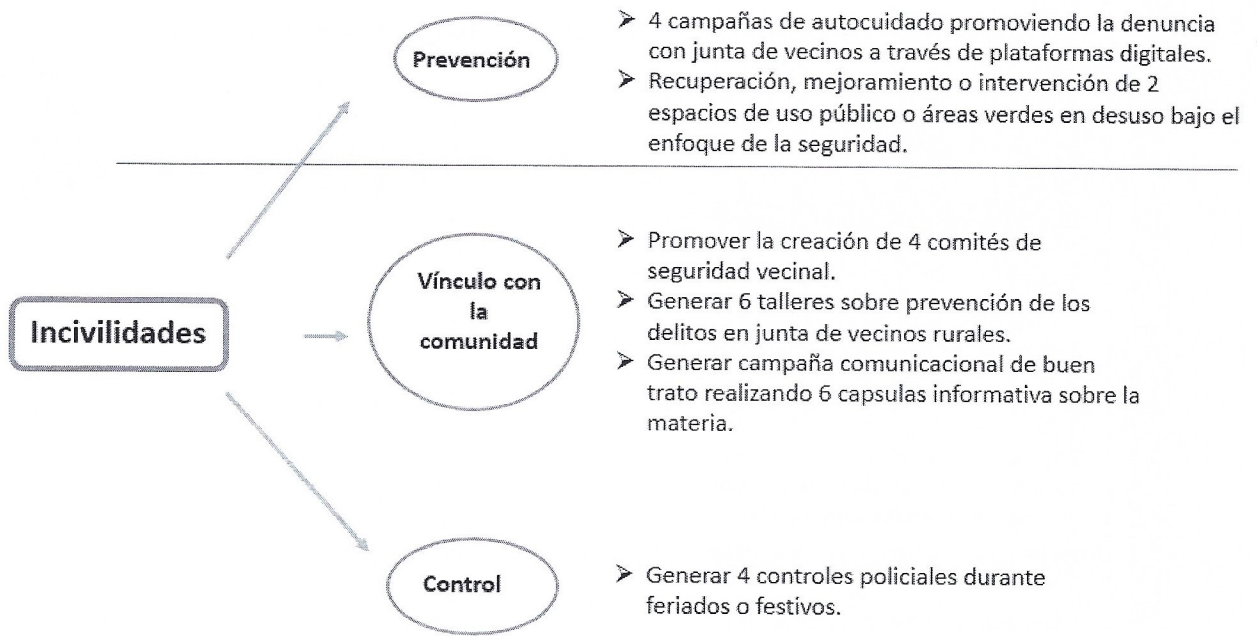 Prevención
➤ 4 campañas de autocuidado promoviendo la denuncia
con junta de vecinos a través de plataformas digitales.
➤ Recuperación, mejoramiento o intervención de 2
espacios de uso público o áreas verdes en desuso bajo el
enfoque de la seguridad.
Incivilidades
Vínculo con
la
comunidad
➤ Promover la creación de 4 comités de
seguridad vecinal.
➤ Generar 6 talleres sobre prevención de los
delitos en junta de vecinos rurales.
➤ Generar campaña comunicacional de buen
trato realizando 6 capsulas informativa sobre la
materia.
Control
➤ Generar 4 controles policiales durante
feriados o festivos.